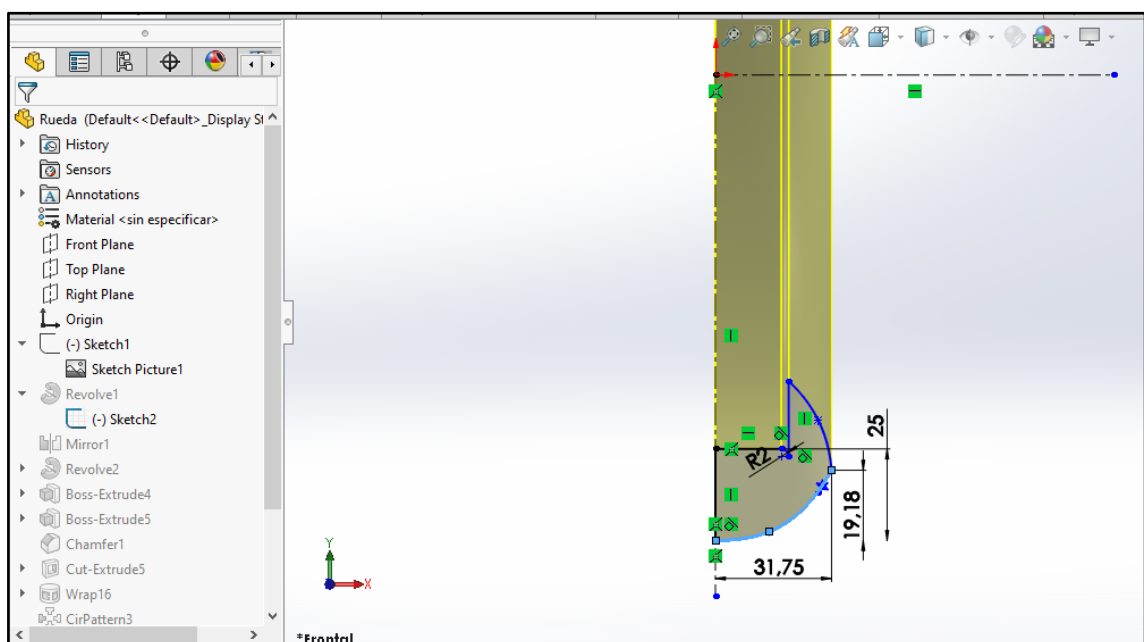 Rueda (Default<<Default>_Display St
History
Sensors
Annotations
Material <sin especificar>
Front Plane
Top Plane
Right Plane
Origin
(-) Sketch1
Sketch Picture1
Revolve1
(-) Sketch2
Mirror1
Revolve2
Boss-Extrude4
Boss-Extrude5
Chamfer1
Cut-Extrude5
Wrap16
CirPattern3
25
R2
19,18
31,75
Y
X
*Frontal